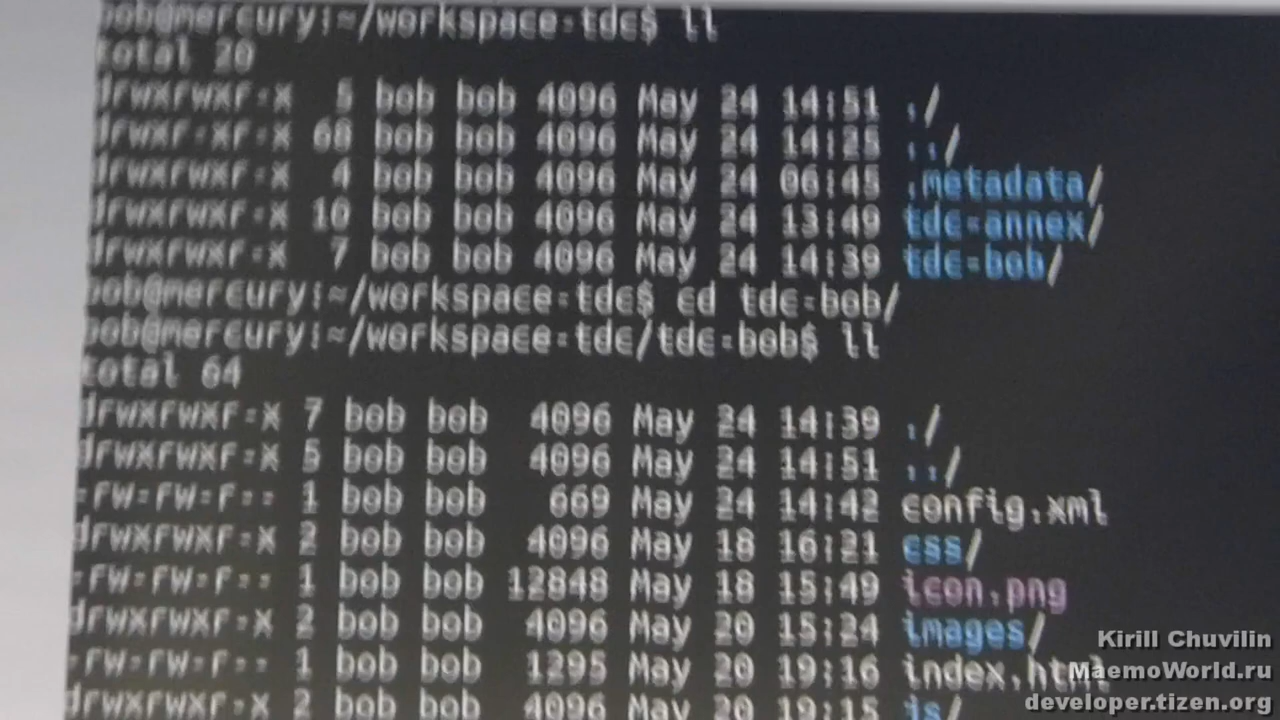 bob@mercury:~/workspace-tdc$ ll
total 20
drwxrwxr-x 5 bob bob 4096 May 24 14:51 ./
drwxr-xr-x 68 bob bob 4096 May 24 14:25 ../
drwxrwxr-x 4 bob bob 4096 May 24 06:45 .metadata/
drwxrwxr-x 10 bob bob 4096 May 24 13:49 tdc-annex/
drwxrwxr-x 7 bob bob 4096 May 24 14:39 tdc-bob/
bob@mercury:~/workspace-tdc$ cd tdc-bob/
bob@mercury:~/workspace-tdc/tdc-bob$ ll
total 64
drwxrwxr-x 7 bob bob 4096 May 24 14:39 ./
drwxrwxr-x 5 bob bob 4096 May 24 14:51 ../
-rw-rw-r-- 1 bob bob 669 May 24 14:42 config.xml
drwxrwxr-x 2 bob bob 4096 May 18 16:21 css/
-rw-rw-r-- 1 bob bob 12848 May 18 15:49 icon.png
drwxrwxr-x 2 bob bob 4096 May 20 15:24 images/
-rw-rw-r-- 1 bob bob 1295 May 20 19:16 index.html
drwxrwxr-x 2 bob bob 4096 May 20 19:15 js/
Kirill Chuvilin
MaemoWorld.ru
developer.tizen.org